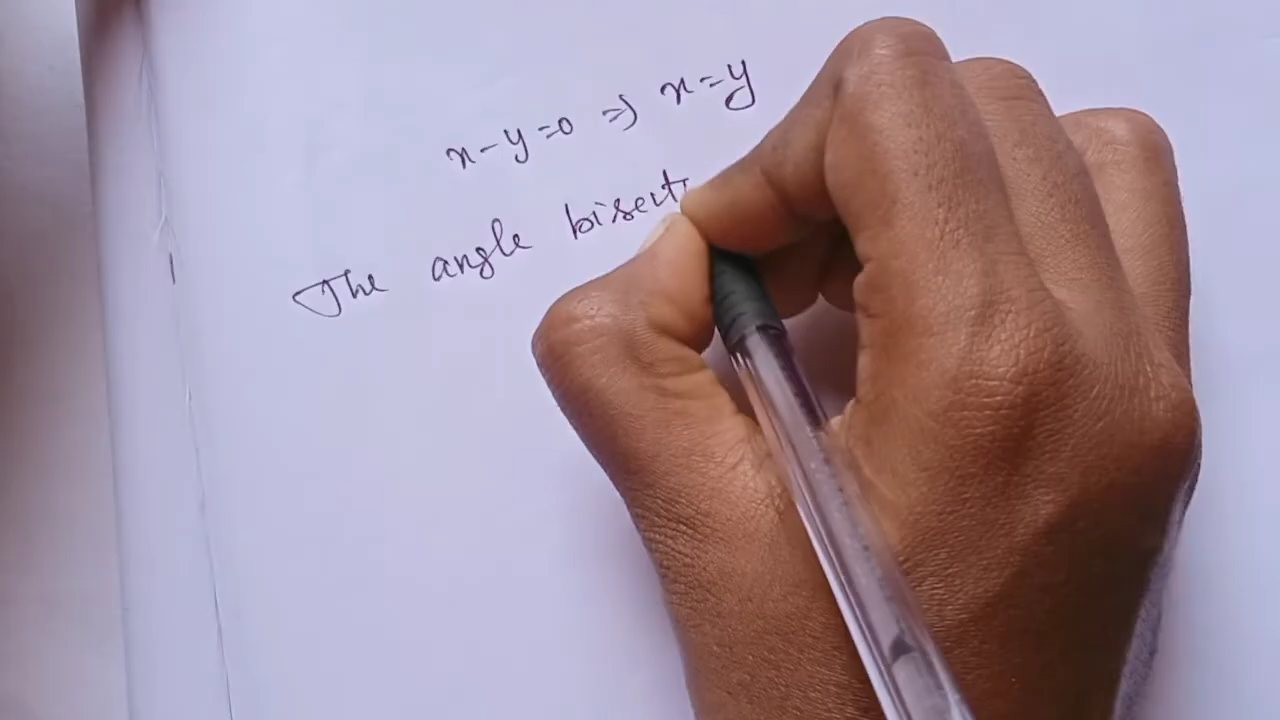 x-y=0 ⇒ x=y
The angle bisect